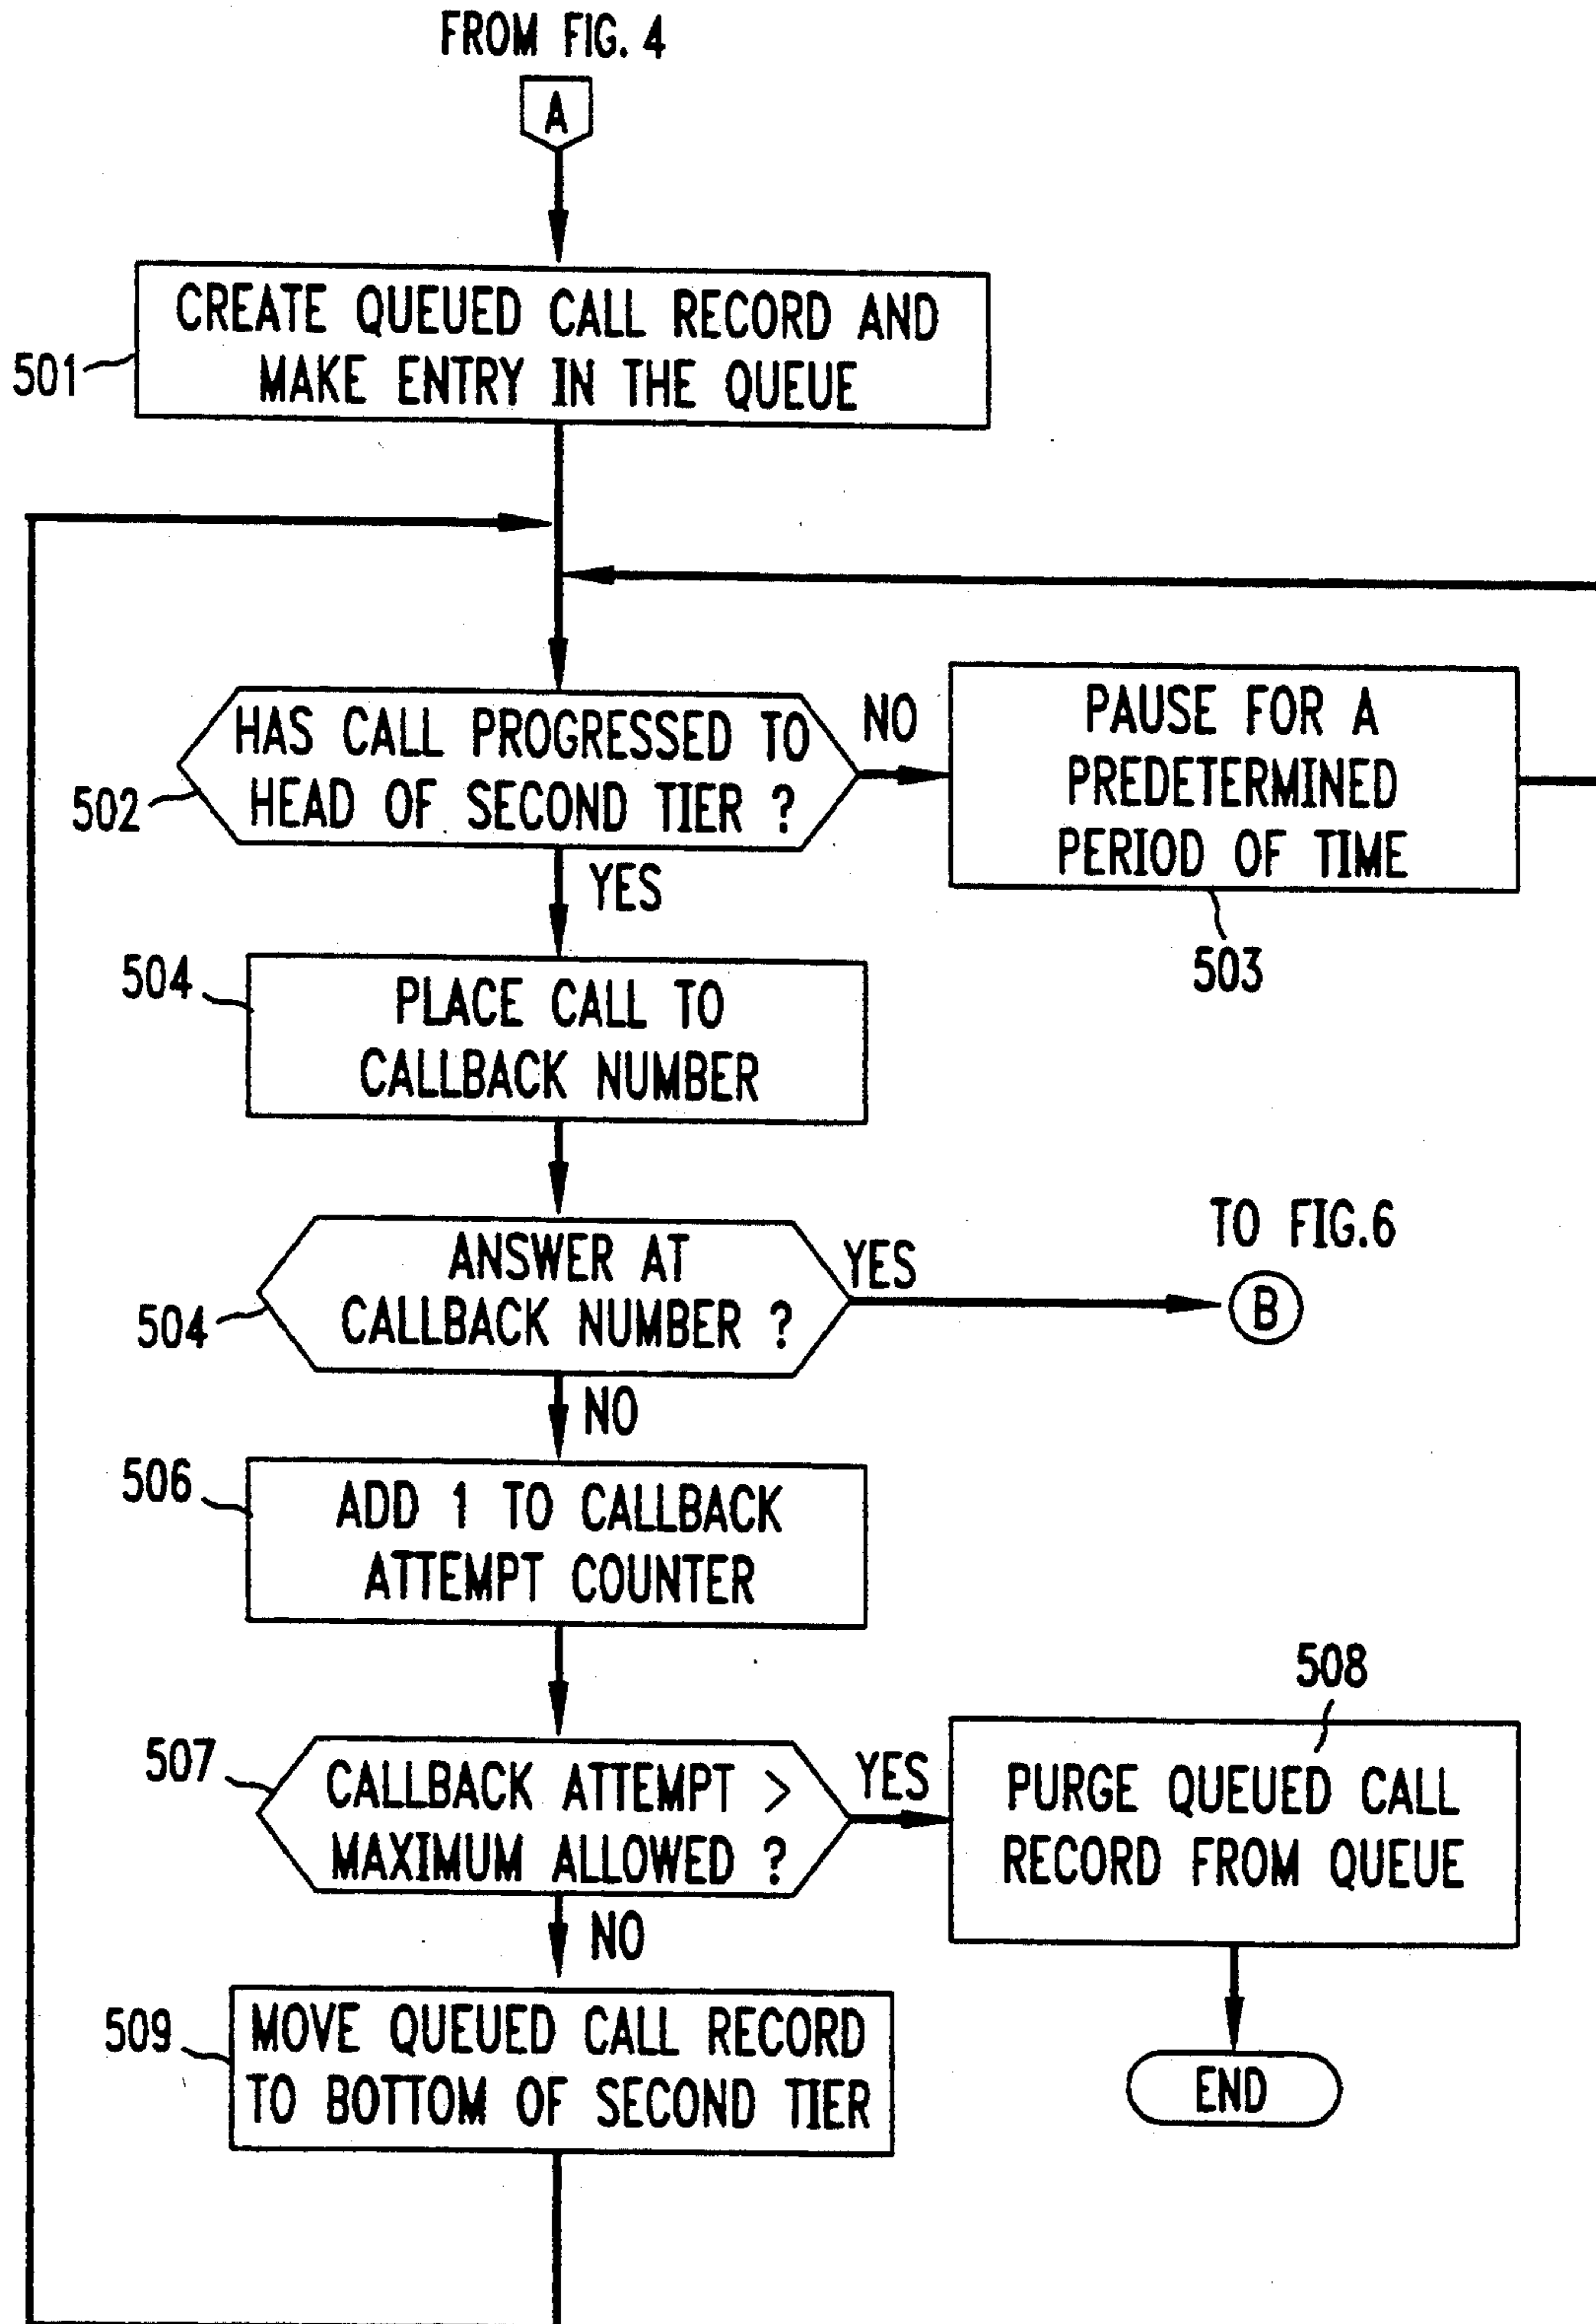 FROM FIG. 4
A
CREATE QUEUED CALL RECORD AND
MAKE ENTRY IN THE QUEUE
501
HAS CALL PROGRESSED TO
HEAD OF SECOND TIER ?
502
NO
PAUSE FOR A
PREDETERMINED
PERIOD OF TIME
503
YES
504
PLACE CALL TO
CALLBACK NUMBER
ANSWER AT
CALLBACK NUMBER ?
504
YES
TO FIG.6
B
NO
506
ADD 1 TO CALLBACK
ATTEMPT COUNTER
507
CALLBACK ATTEMPT >
MAXIMUM ALLOWED ?
YES
508
PURGE QUEUED CALL
RECORD FROM QUEUE
END
NO
509
MOVE QUEUED CALL RECORD
TO BOTTOM OF SECOND TIER